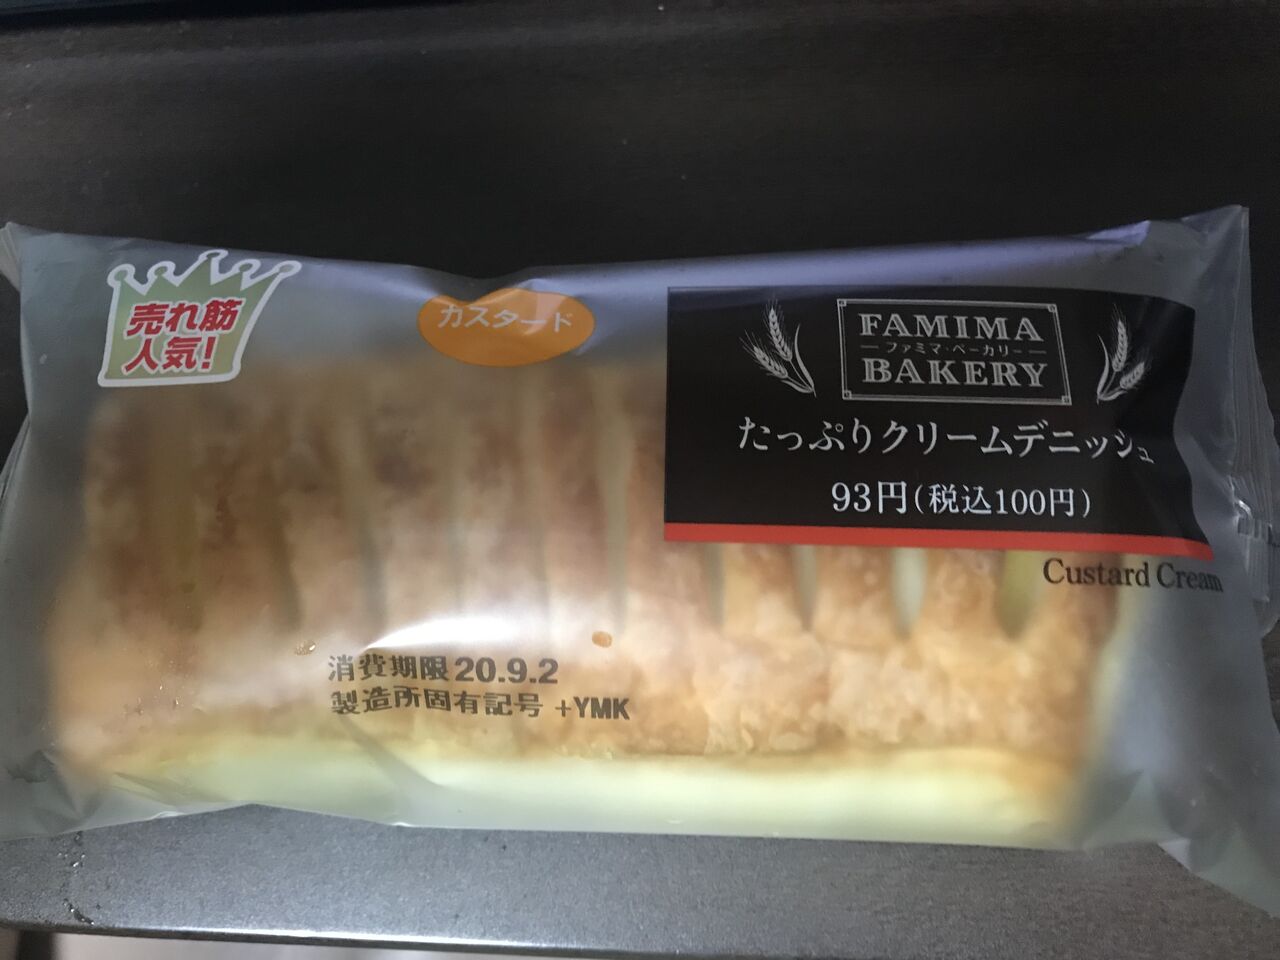 売れ筋
人気!
カスタード
FAMIMA
ファミマ・ベーカリー
BAKERY
たっぷりクリームデニッシュ
93円(税込100円)
Custard Cream
消費期限20.9.2
製造所固有記号 +YMK